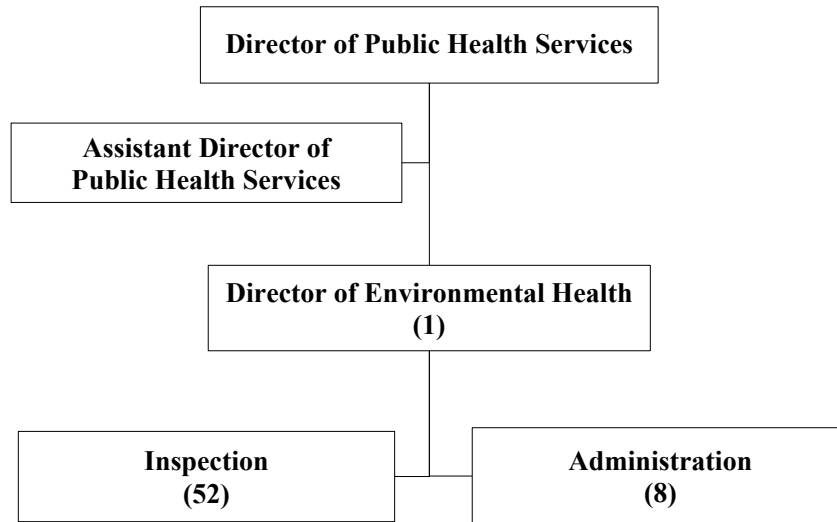 Director of Public Health Services
Assistant Director of
Public Health Services
Director of Environmental Health
(1)
Inspection
(52)
Administration
(8)